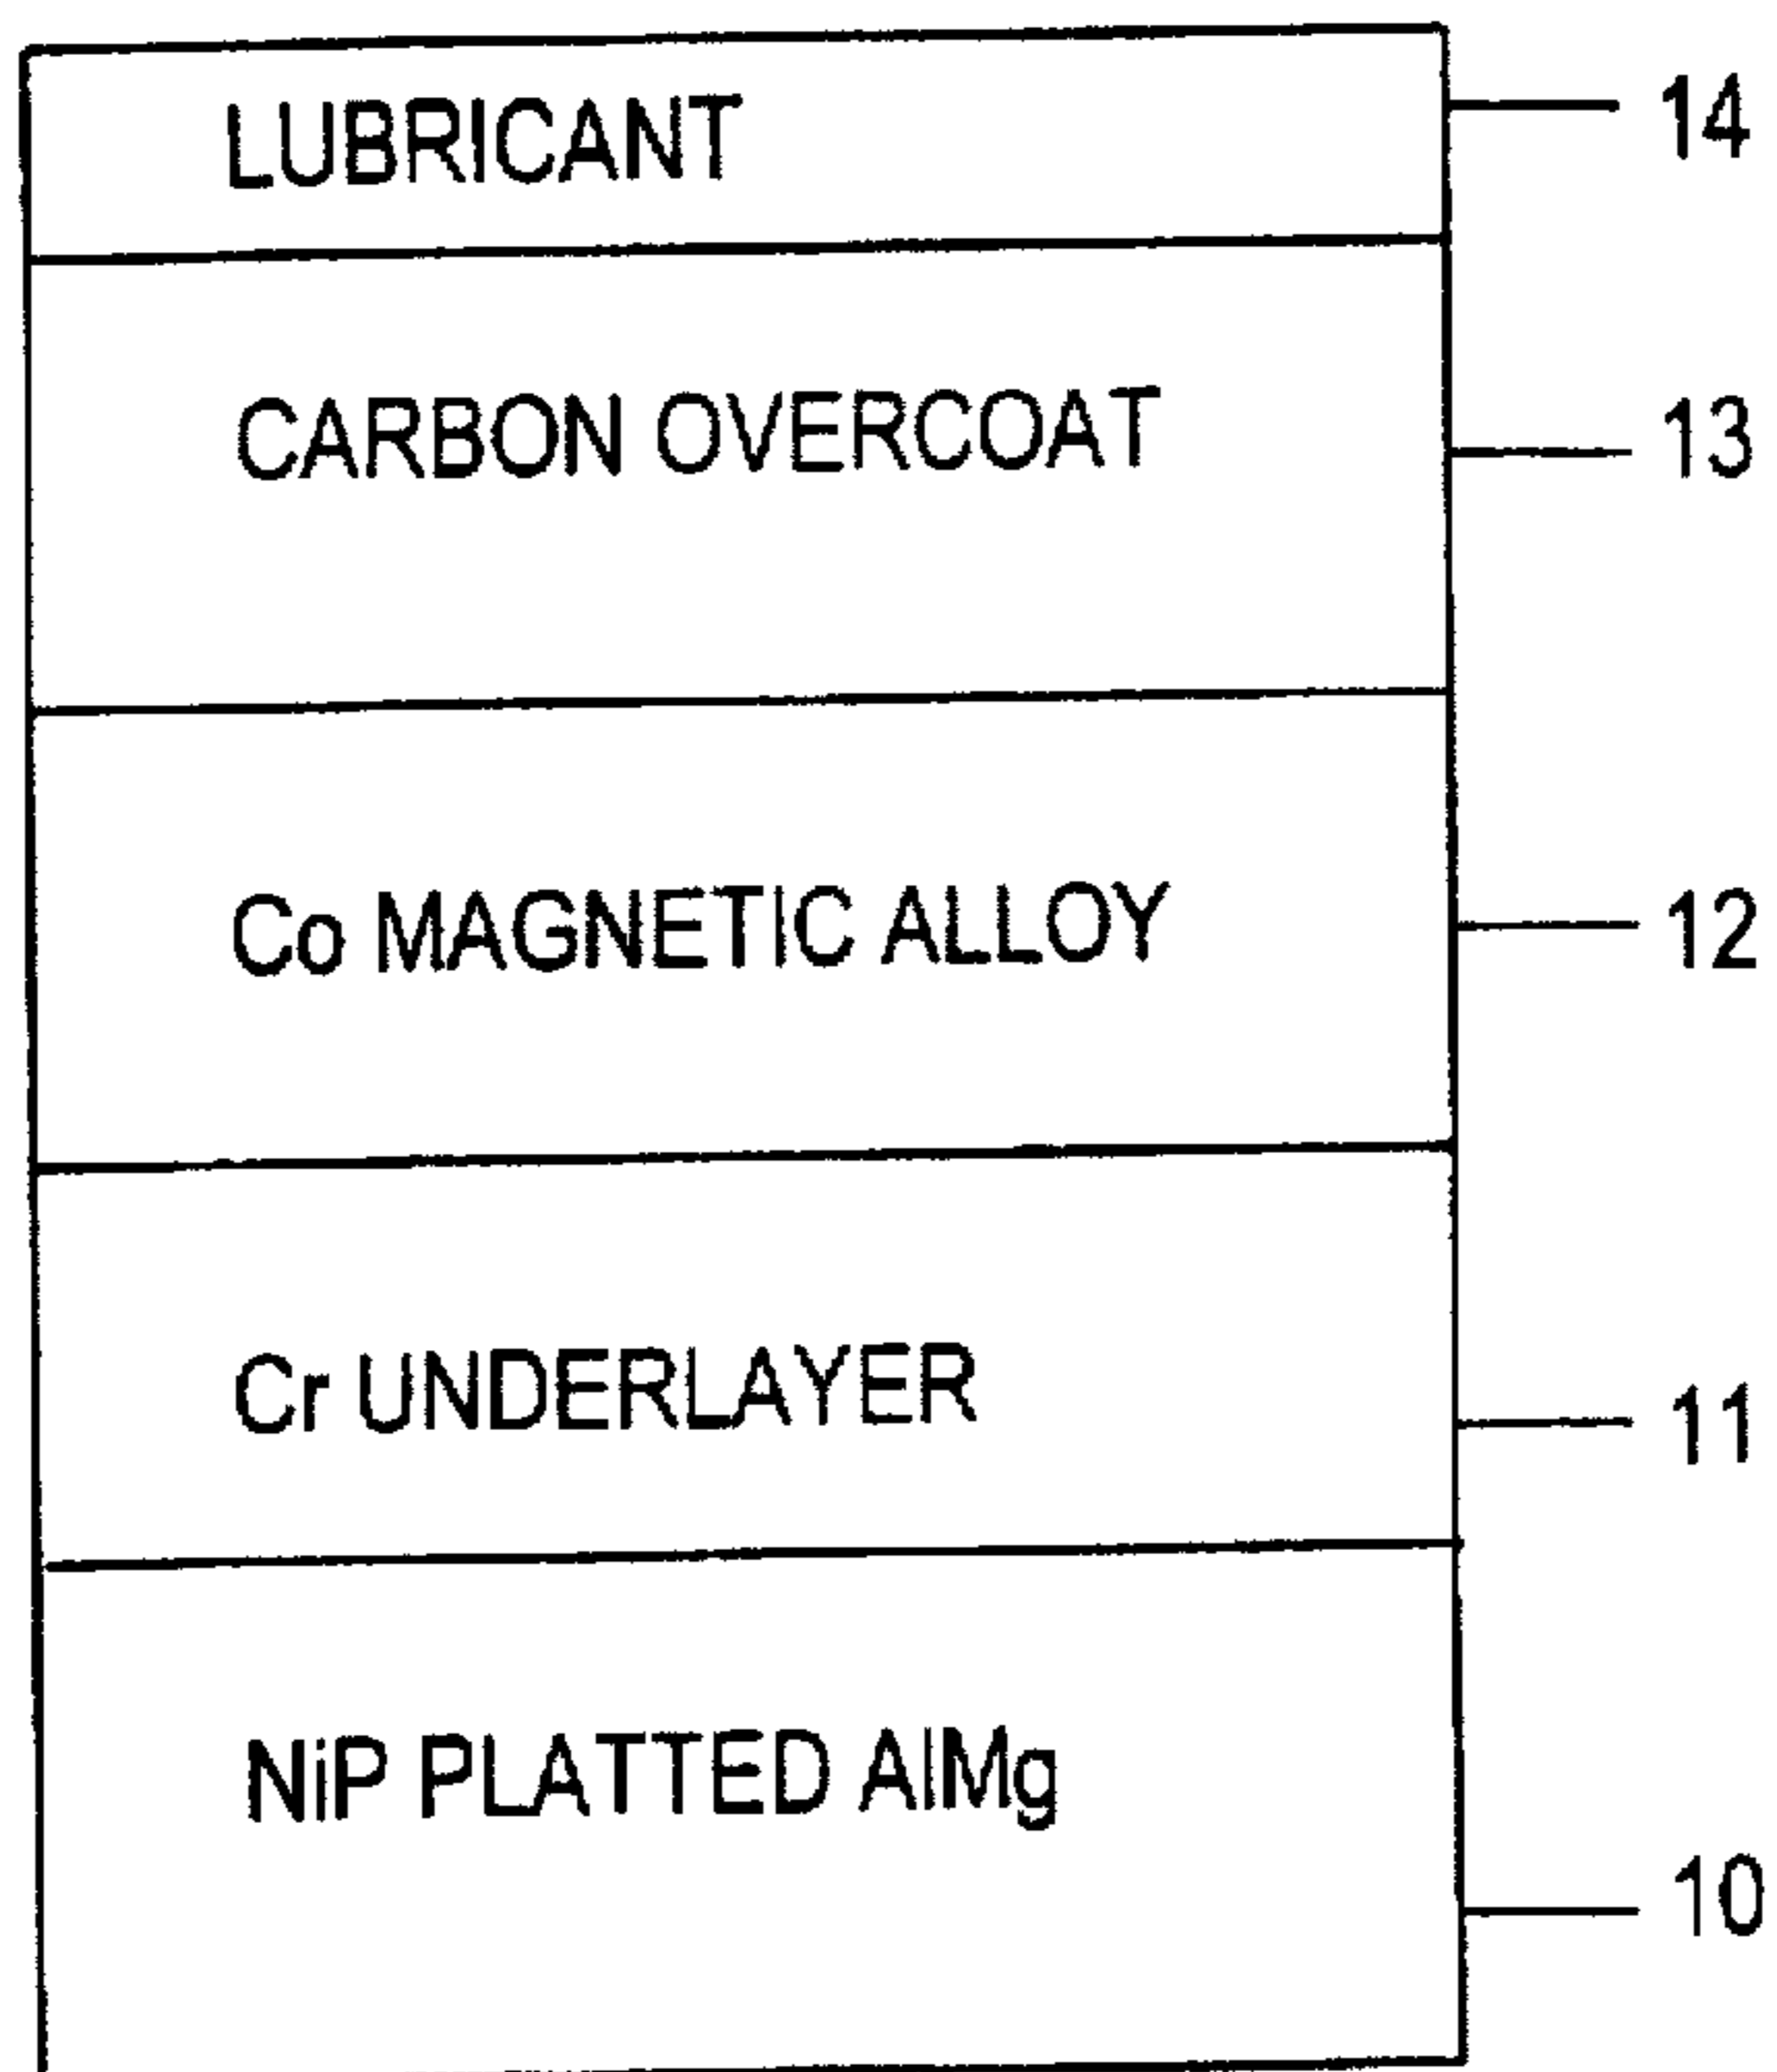 LUBRICANT 14
CARBON OVERCOAT 13
Co MAGNETIC ALLOY 12
Cr UNDERLAYER 11
NiP PLATTED AlMg
10